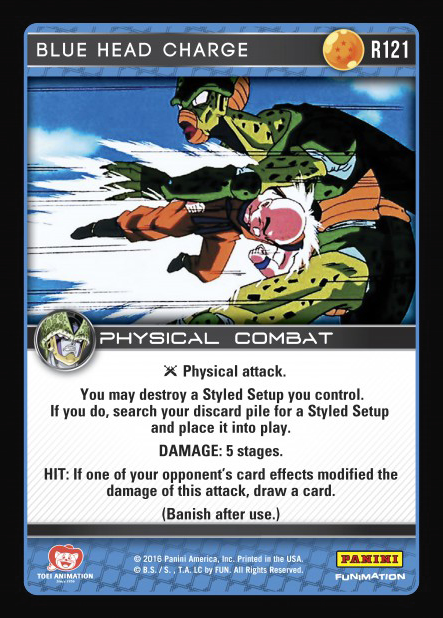 BLUE HEAD CHARGE
R121
PHYSICAL COMBAT
Physical attack.
You may destroy a Styled Setup you control.
If you do, search your discard pile for a Styled Setup
and place it into play.
DAMAGE: 5 stages.
HIT: If one of your opponent's card effects modified the
damage of this attack, draw a card.
(Banish after use.)
TOEI ANIMATION
© 2016 Panini America, Inc. Printed in the USA.
© B.S. / S. , T.A. LC by FUN. All Rights Reserved.
PANINI
FUNIMATION